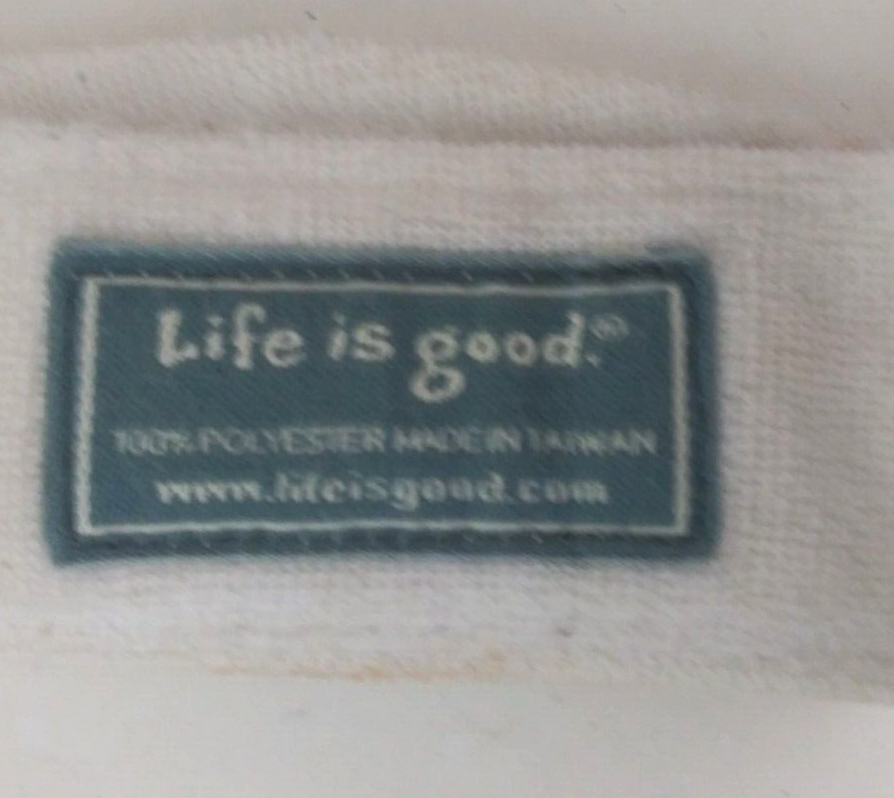 Life is good.®
100% POLYESTER MADE IN TAIWAN
www.lifeisgood.com